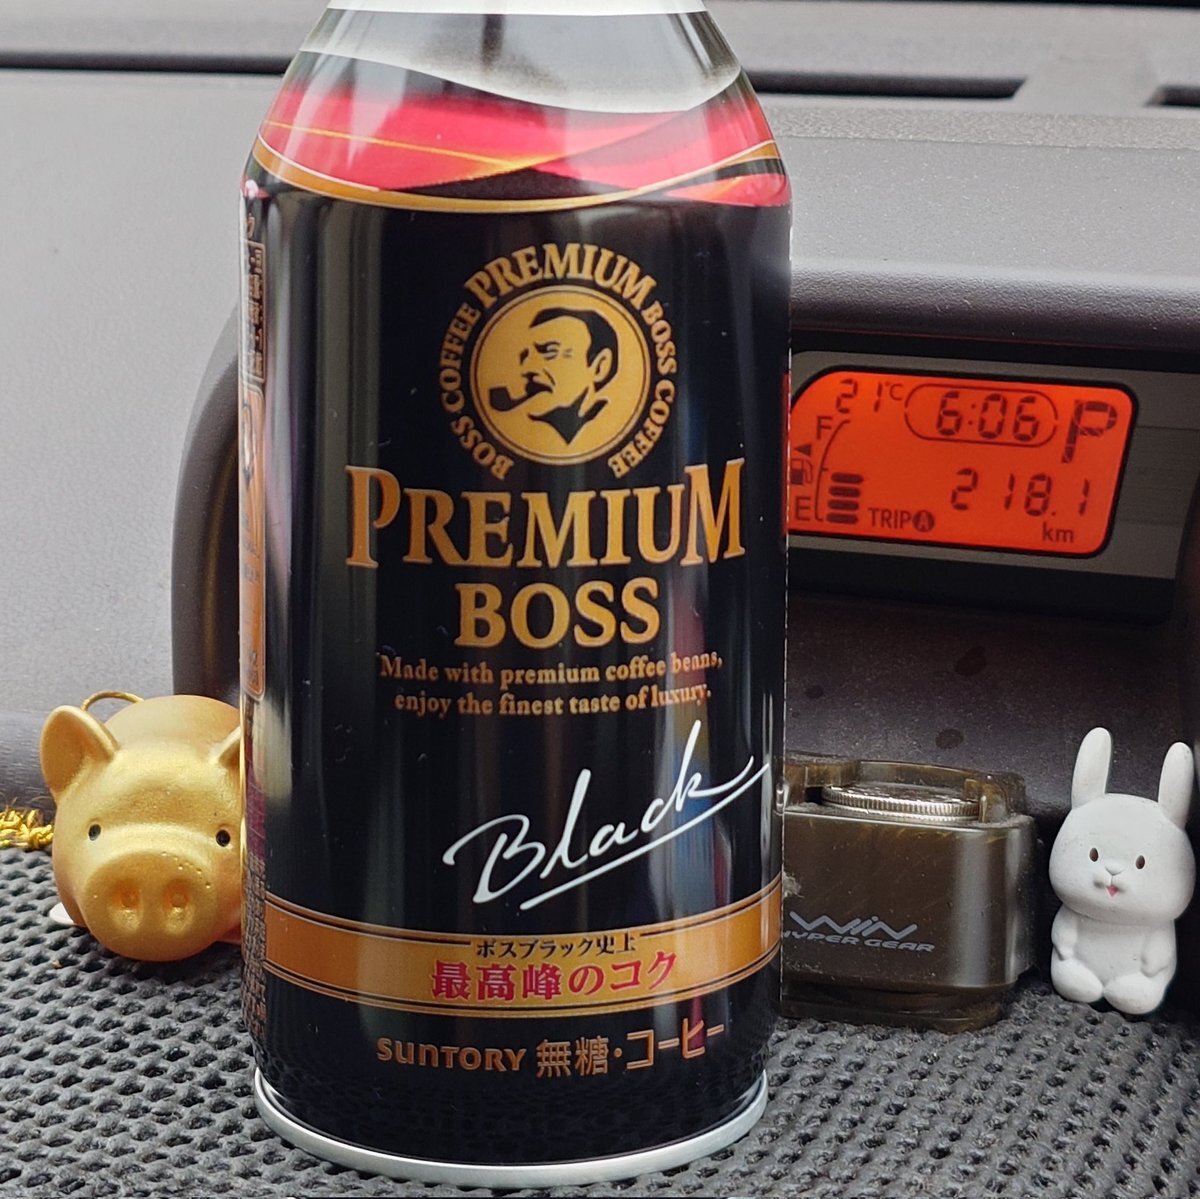 PREMIUM
BOSS COFFEE
BOSS COFFEE
PREMIUM
BOSS
Made with premium coffee beans,
enjoy the finest taste of luxury.
Black
ボスブラック史上
最高峰のコク
SUNTORY 無糖・コーヒー
21℃
6:06
P
F
E
TRIP A
218.1
km
WIN
HYPER GEAR